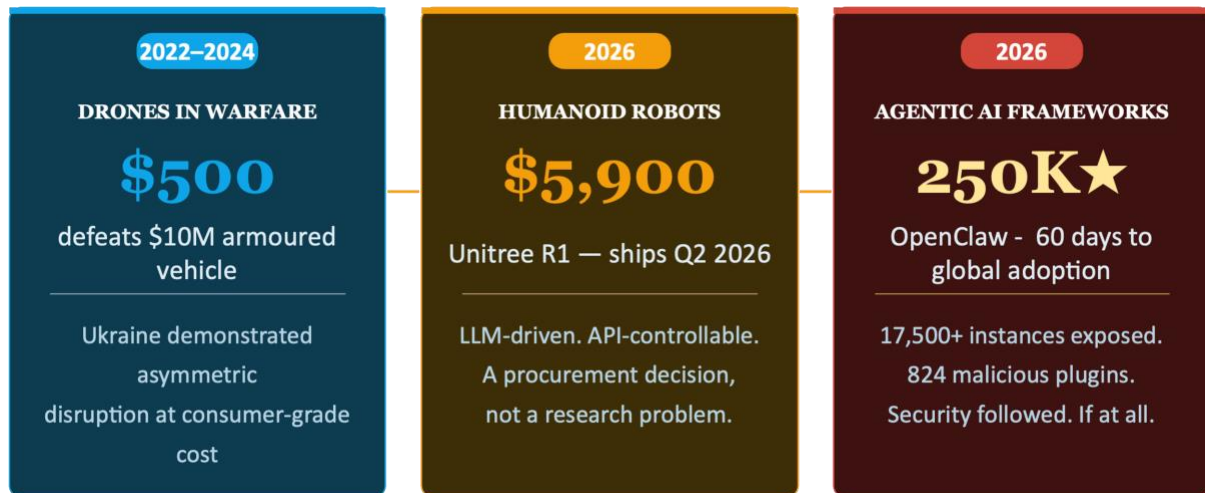 2022–2024
DRONES IN WARFARE
$500
defeats $10M armoured
vehicle
Ukraine demonstrated
asymmetric
disruption at consumer-grade
cost
2026
HUMANOID ROBOTS
$5,900
Unitree R1 — ships Q2 2026
LLM-driven. API-controllable.
A procurement decision,
not a research problem.
2026
AGENTIC AI FRAMEWORKS
250K★
OpenClaw - 60 days to
global adoption
17,500+ instances exposed.
824 malicious plugins.
Security followed. If at all.